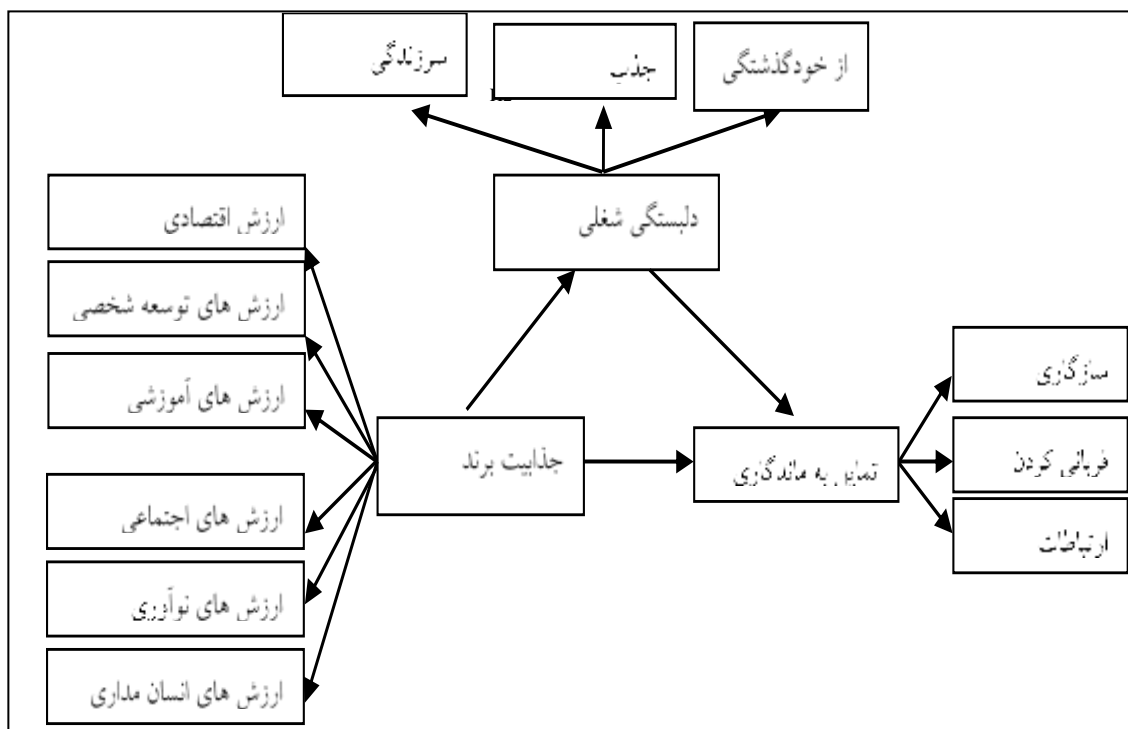 از خودگذشتگی
جذب
سرزندگی
دلبستگی شغلی
ارزش اقتصادی
ارزش های توسعه شخصی
ارزش های آموزشی
ارزش های اجتماعی
ارزش های نوآوری
ارزش های انسان مداری
جذابیت برند
تمایل به ماندگاری
سازگاری
قربانی کردن
ارتباطات